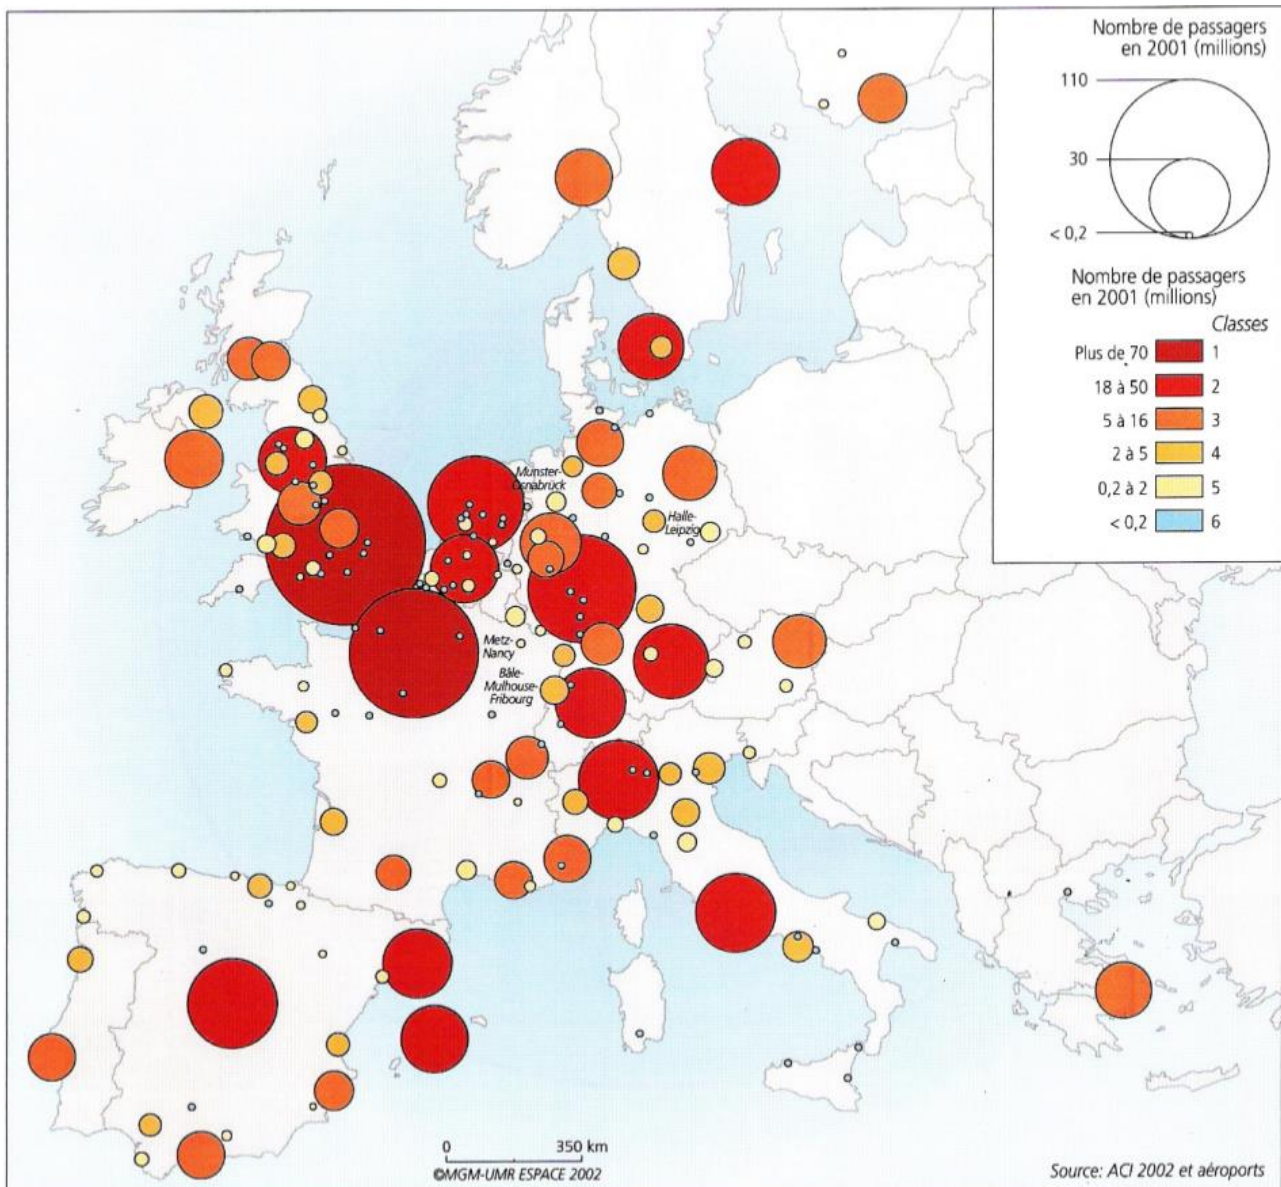 Nombre de passagers
en 2001 (millions)
110
30
< 0,2
Nombre de passagers
en 2001 (millions)
Classes
Plus de 70 1
18 à 50 2
5 à 16 3
2 à 5 4
0,2 à 2 5
< 0,2 6
Munster-
Osnabrück
Halle-
Leipzig
Metz-
Nancy
Bâle-
Mulhouse-
Fribourg
0 350 km
©MGM-UMR ESPACE 2002
Source: ACI 2002 et aéroports